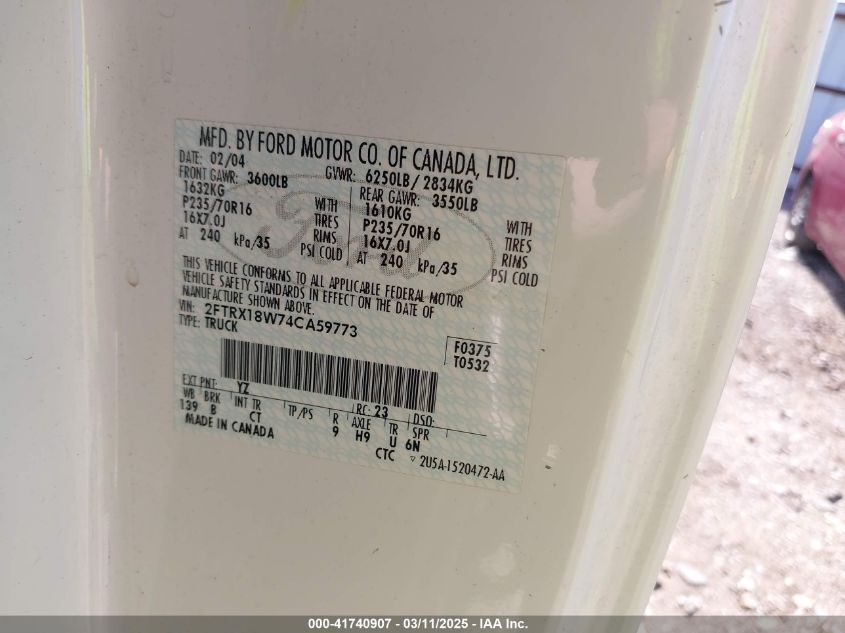 MFD. BY FORD MOTOR CO. OF CANADA, LTD.
DATE: 02/04 GVWR: 6250LB/ 2834KG
FRONT GAWR: 3600LB REAR GAWR: 3550LB
1632KG WITH 1610KG WITH
P235/70R16 TIRES P235/70R16 TIRES
16X7.0J RIMS 16X7.0J RIMS
AT 240 kPa/35 PSI COLD AT 240 kPa/35 PSI COLD
Ford
THIS VEHICLE CONFORMS TO ALL APPLICABLE FEDERAL MOTOR
VEHICLE SAFETY STANDARDS IN EFFECT ON THE DATE OF
MANUFACTURE SHOWN ABOVE.
VIN: 2FTRX18W74CA59773
TYPE: TRUCK
F0375
T0532
EXT PNT: YZ RC: 23 DSO:
WB BRK INT TR TP/PS R AXLE TR SPR
139 B CT 9 H9 U 6N
MADE IN CANADA CTC ▽ 2U5A-1520472-AA
000-41740907 - 03/11/2025 - IAA Inc.